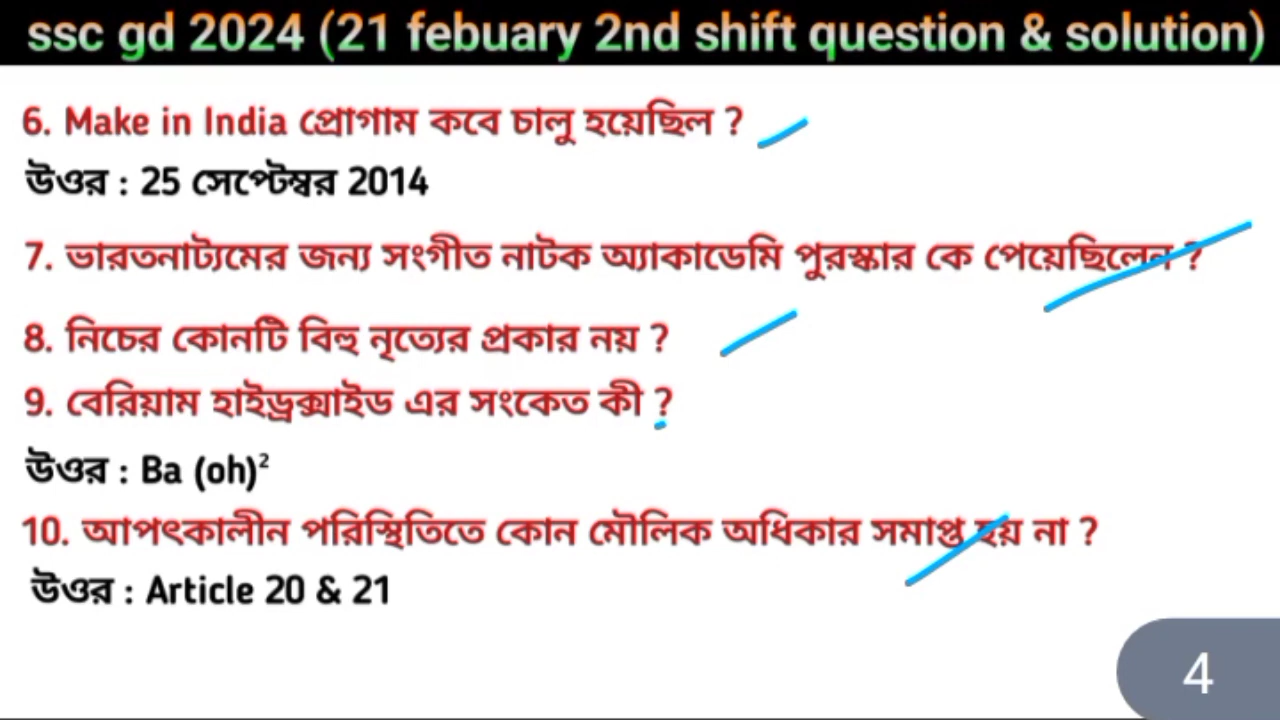 ssc gd 2024 (21 febuary 2nd shift question & solution)
6. Make in India প্রোগাম কবে চালু হয়েছিল ?
উওর : 25 সেপ্টেম্বর 2014
7. ভারতনাট্যমের জন্য সংগীত নাটক অ্যাকাডেমি পুরস্কার কে পেয়েছিলেন ?
8. নিচের কোনটি বিহু নৃত্যের প্রকার নয় ?
9. বেরিয়াম হাইড্রক্সাইড এর সংকেত কী ?
উওর : Ba (oh)²
10. আপৎকালীন পরিস্থিতিতে কোন মৌলিক অধিকার সমাপ্ত হয় না ?
উওর : Article 20 & 21
4